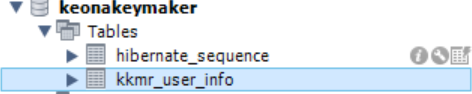 keonakeymaker
Tables
hibernate_sequence
kkmr_user_info